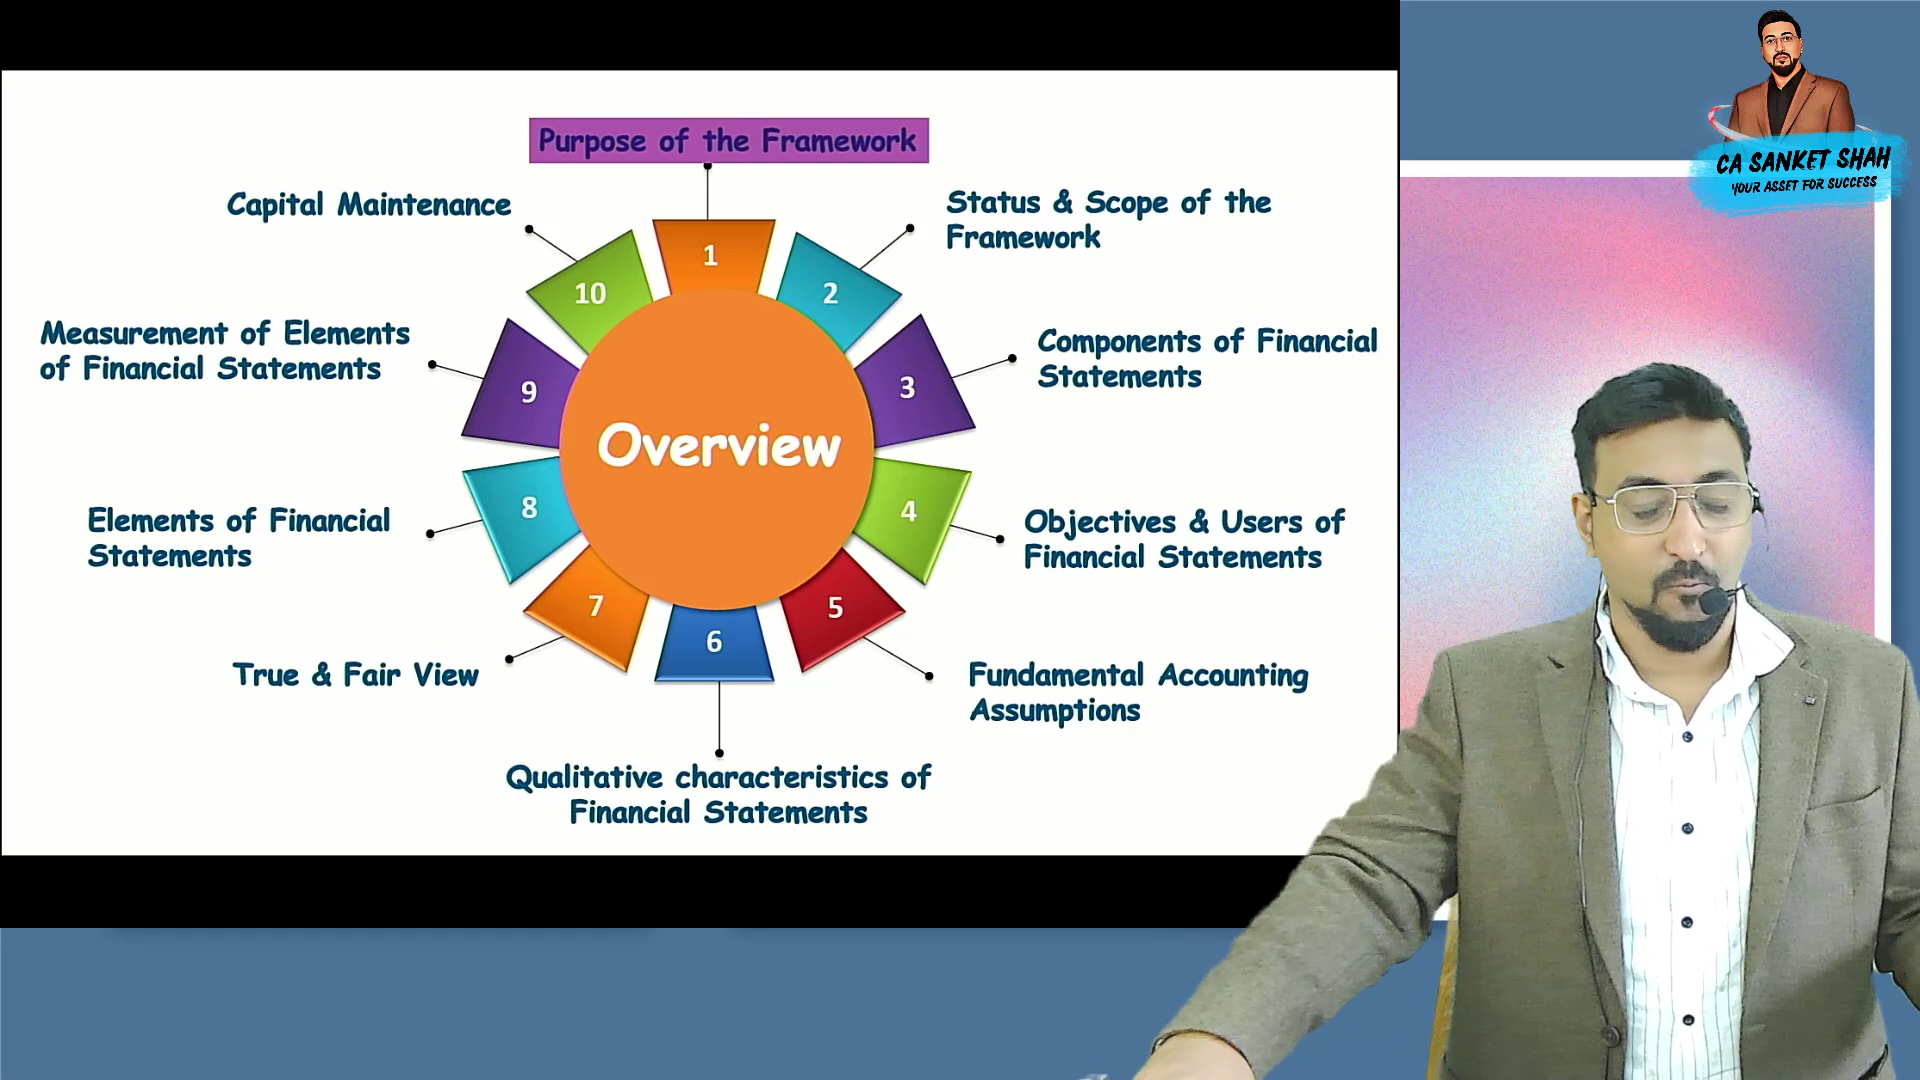 Purpose of the Framework
Capital Maintenance
Status & Scope of the
Framework
1
10
2
Measurement of Elements
of Financial Statements
Components of Financial
Statements
9
3
Overview
Elements of Financial
Statements
8
4
Objectives & Users of
Financial Statements
7
5
6
True & Fair View
Fundamental Accounting
Assumptions
Qualitative characteristics of
Financial Statements
CA SANKET SHAH
YOUR ASSET FOR SUCCESS